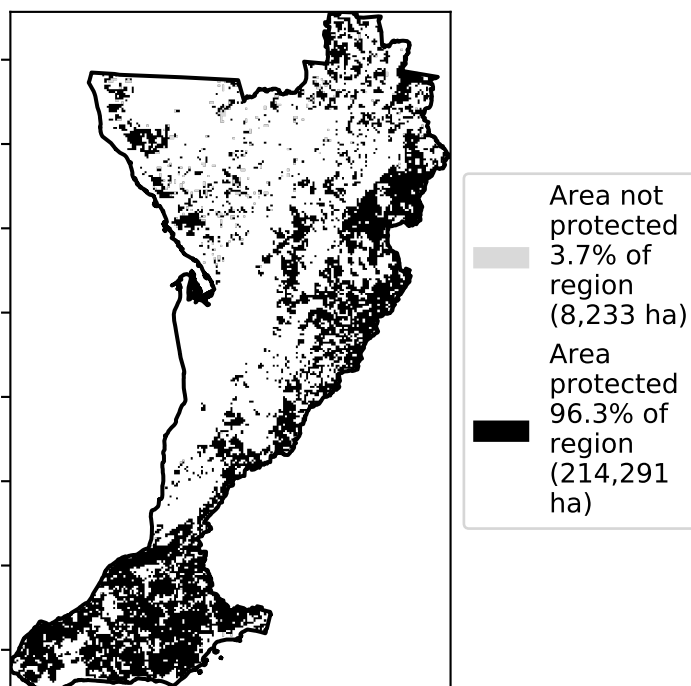 Area not
protected
3.7% of
region
(8,233 ha)
Area
protected
96.3% of
region
(214,291
ha)